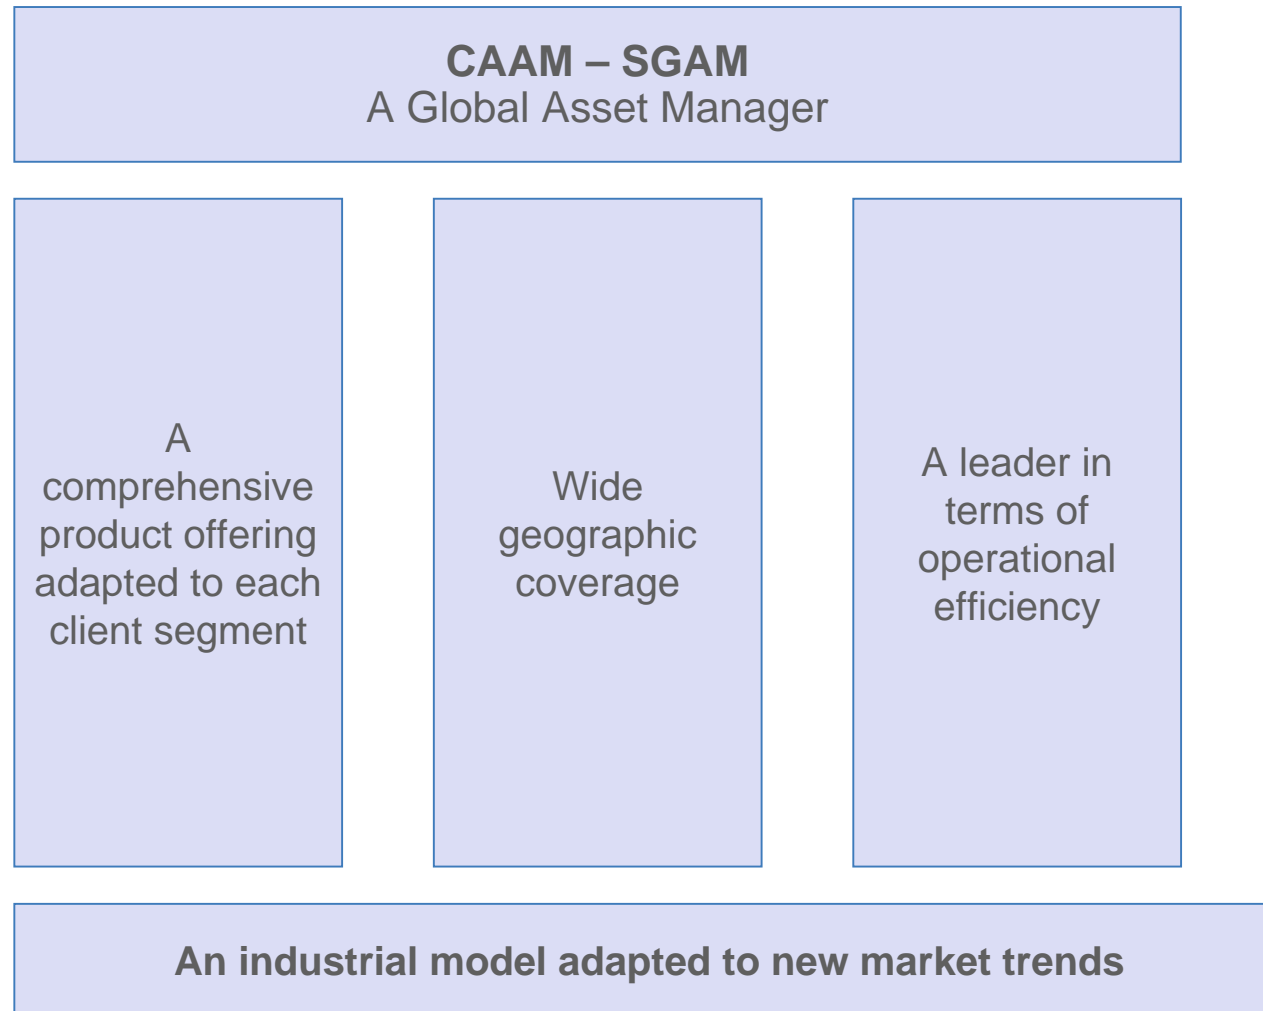 CAAM – SGAM
A Global Asset Manager
A
comprehensive
product offering
adapted to each
client segment
Wide
geographic
coverage
A leader in
terms of
operational
efficiency
An industrial model adapted to new market trends